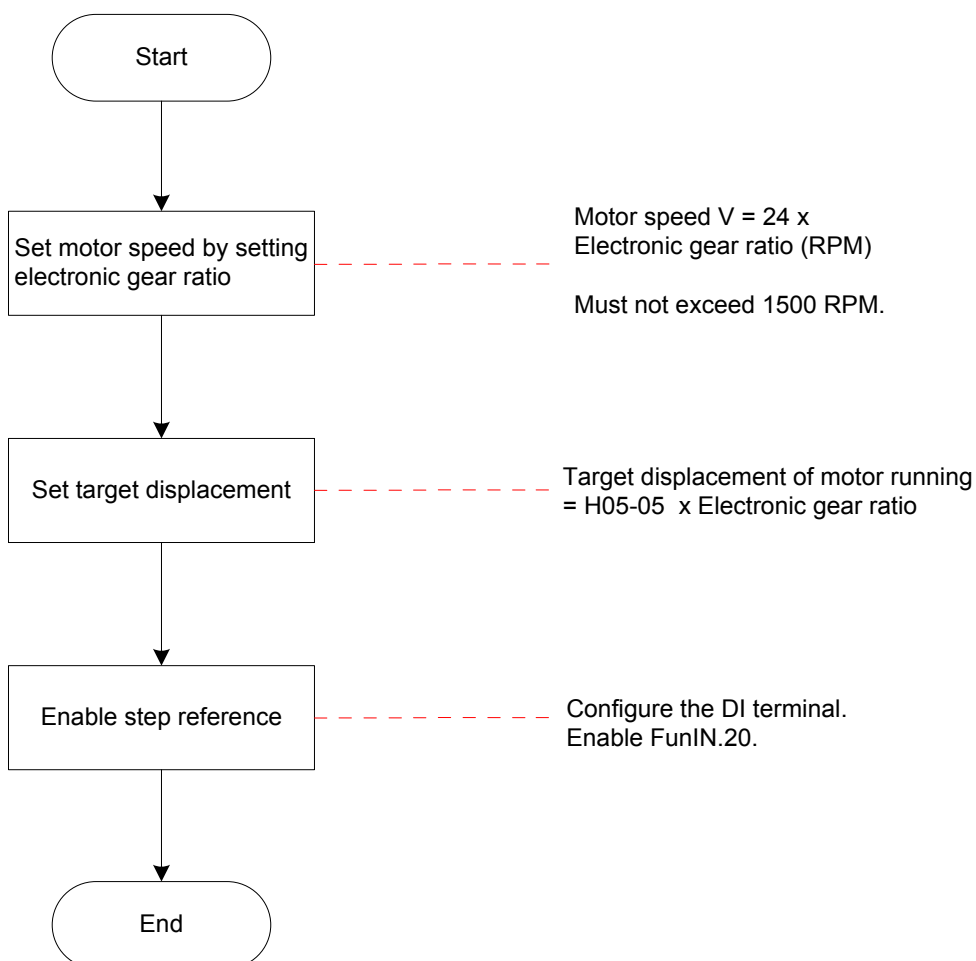 Start
Set motor speed by setting
electronic gear ratio
Motor speed V = 24 x
Electronic gear ratio (RPM)
Must not exceed 1500 RPM.
Set target displacement
Target displacement of motor running
= H05-05 x Electronic gear ratio
Enable step reference
Configure the DI terminal.
Enable FunIN.20.
End